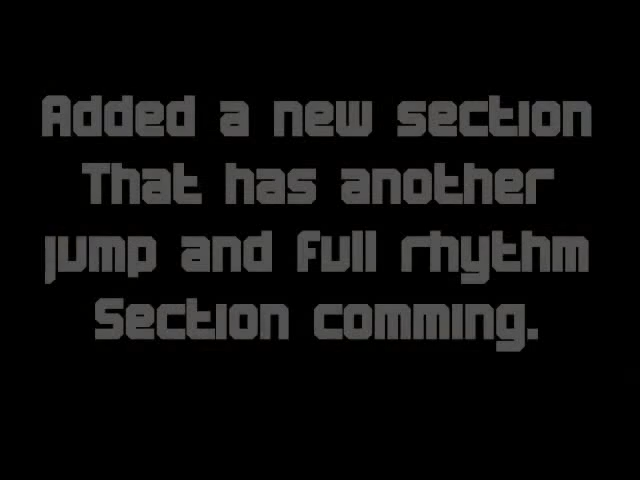 Added a new section
That has another
jump and full rhythm
Section comming.